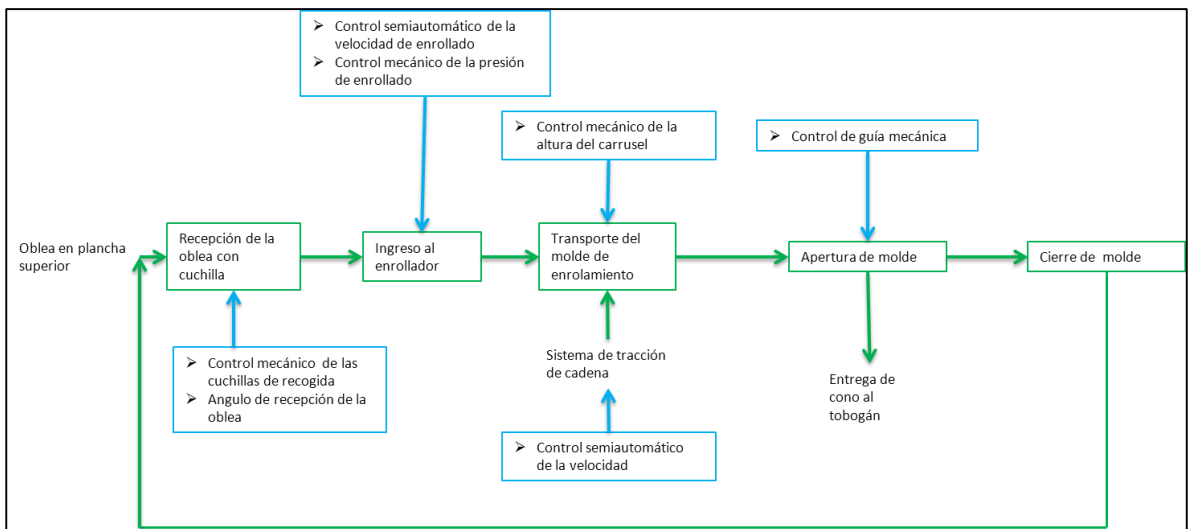 ➢ Control semiautomático de la
velocidad de enrollado
➢ Control mecánico de la presión
de enrollado
➢ Control mecánico de la
altura del carrusel
➢ Control de guía mecánica
Oblea en plancha
superior
Recepción de la
oblea con
cuchilla
Ingreso al
enrollador
Transporte del
molde de
enrolamiento
Apertura de molde
Cierre de molde
➢ Control mecánico de las
cuchillas de recogida
➢ Angulo de recepción de la
oblea
Sistema de tracción
de cadena
Entrega de
cono al
tobogán
➢ Control semiautomático
de la velocidad